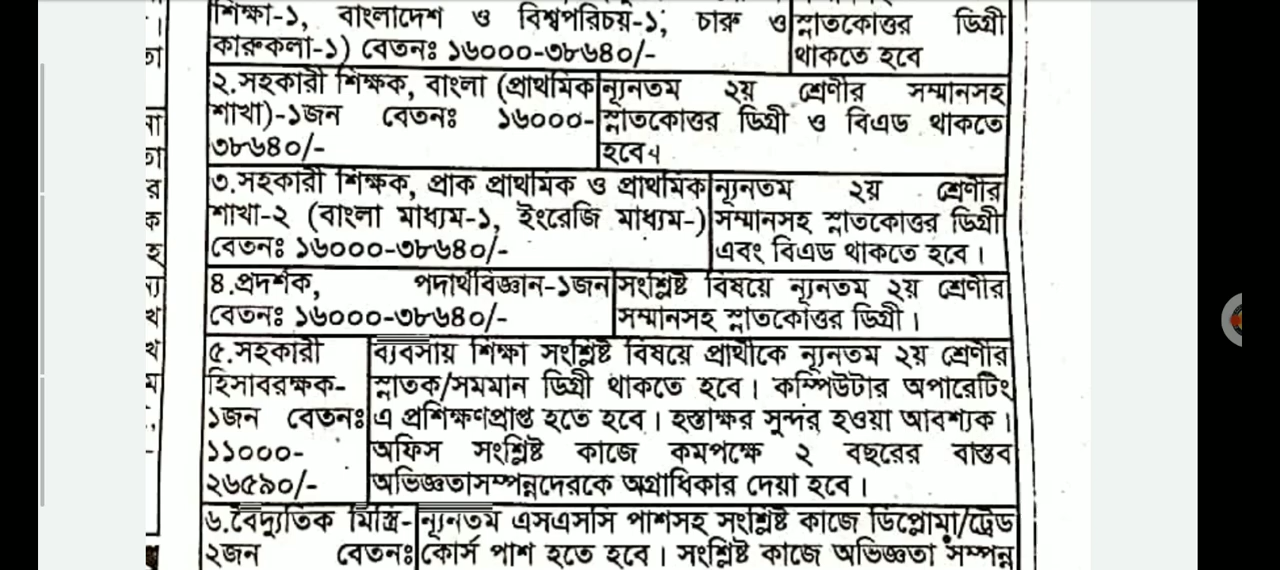 শিক্ষা-১, বাংলাদেশ ও বিশ্বপরিচয়-১; চারু ও
কারুকলা-১) বেতনঃ ১৬০০০-৩৮৬৪০/-
স্নাতকোত্তর ডিগ্রী
থাকতে হবে
২.সহকারী শিক্ষক, বাংলা (প্রাথমিক
শাখা)-১জন বেতনঃ ১৬০০০-
৩৮৬৪০/-
ন্যূনতম ২য় শ্রেণীর সম্মানসহ
স্নাতকোত্তর ডিগ্রী ও বিএড থাকতে
হবে।
৩.সহকারী শিক্ষক, প্রাক প্রাথমিক ও প্রাথমিক
শাখা-২ (বাংলা মাধ্যম-১, ইংরেজি মাধ্যম-)
বেতনঃ ১৬০০০-৩৮৬৪০/-
ন্যূনতম ২য় শ্রেণীর
সম্মানসহ স্নাতকোত্তর ডিগ্রী
এবং বিএড থাকতে হবে।
৪.প্রদর্শক, পদার্থবিজ্ঞান-১জন
বেতনঃ ১৬০০০-৩৮৬৪০/-
সংশ্লিষ্ট বিষয়ে ন্যূনতম ২য় শ্রেণীর
সম্মানসহ স্নাতকোত্তর ডিগ্রী।
৫.সহকারী
হিসাবরক্ষক-
১জন বেতনঃ
১১০০০-
২৬৫৯০/-
ব্যবসায় শিক্ষা সংশ্লিষ্ট বিষয়ে প্রার্থীকে ন্যূনতম ২য় শ্রেণীর
স্নাতক/সমমান ডিগ্রী থাকতে হবে। কম্পিউটার অপারেটিং
এ প্রশিক্ষণপ্রাপ্ত হতে হবে। হস্তাক্ষর সুন্দর হওয়া আবশ্যক।
অফিস সংশ্লিষ্ট কাজে কমপক্ষে ২ বছরের বাস্তব
অভিজ্ঞতাসম্পন্নদেরকে অগ্রাধিকার দেয়া হবে।
৬.বৈদ্যুতিক মিস্ত্রি-
২জন বেতনঃ
ন্যূনতম এসএসসি পাশসহ সংশ্লিষ্ট কাজে ডিপ্লোমা/ট্রেড
কোর্স পাশ হতে হবে। সংশ্লিষ্ট কাজে অভিজ্ঞতা সম্পন্ন